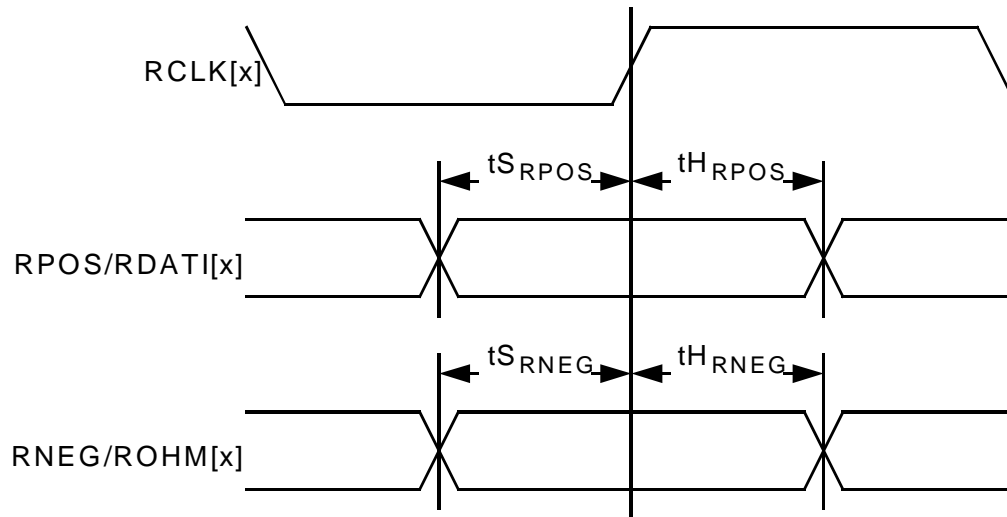 RCLK[x]
tS RPOS tH RPOS
RPOS/RDATI[x]
tS RNEG tH RNEG
RNEG/ROHM[x]